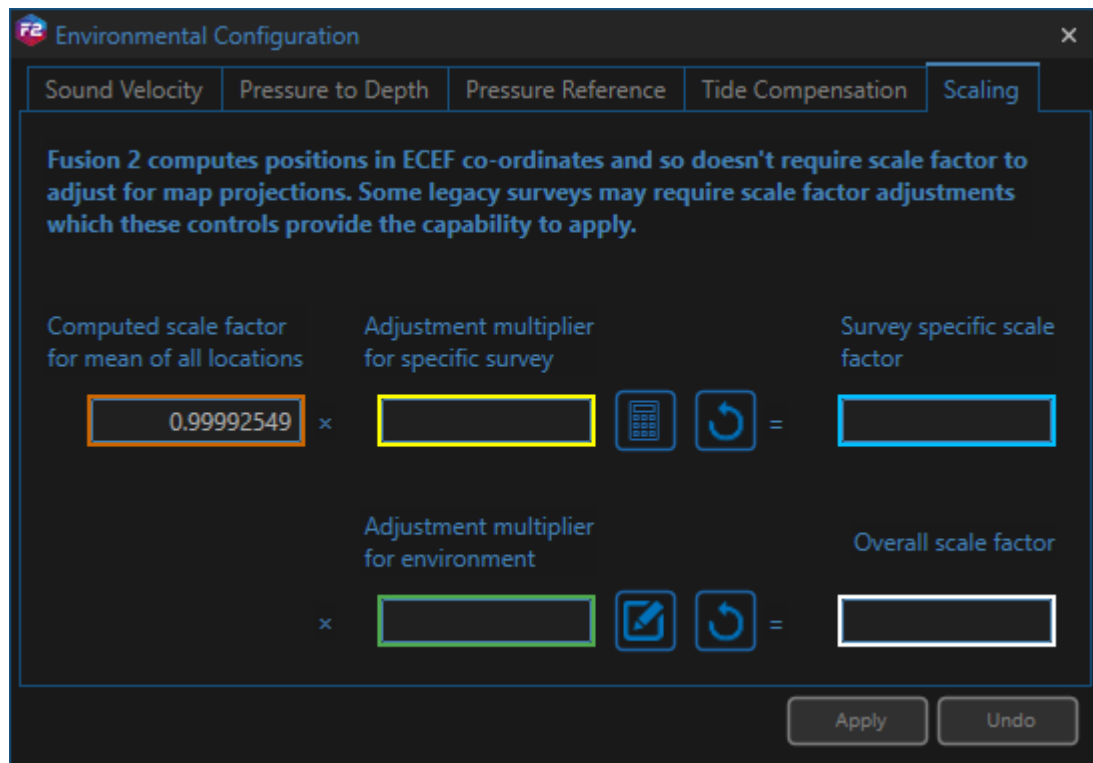 F2 Environmental Configuration ×
Sound Velocity Pressure to Depth Pressure Reference Tide Compensation Scaling
Fusion 2 computes positions in ECEF co-ordinates and so doesn't require scale factor to
adjust for map projections. Some legacy surveys may require scale factor adjustments
which these controls provide the capability to apply.
Computed scale factor
for mean of all locations
Adjustment multiplier
for specific survey
Survey specific scale
factor
0.99992549 × =
Adjustment multiplier
for environment
Overall scale factor
× =
Apply Undo